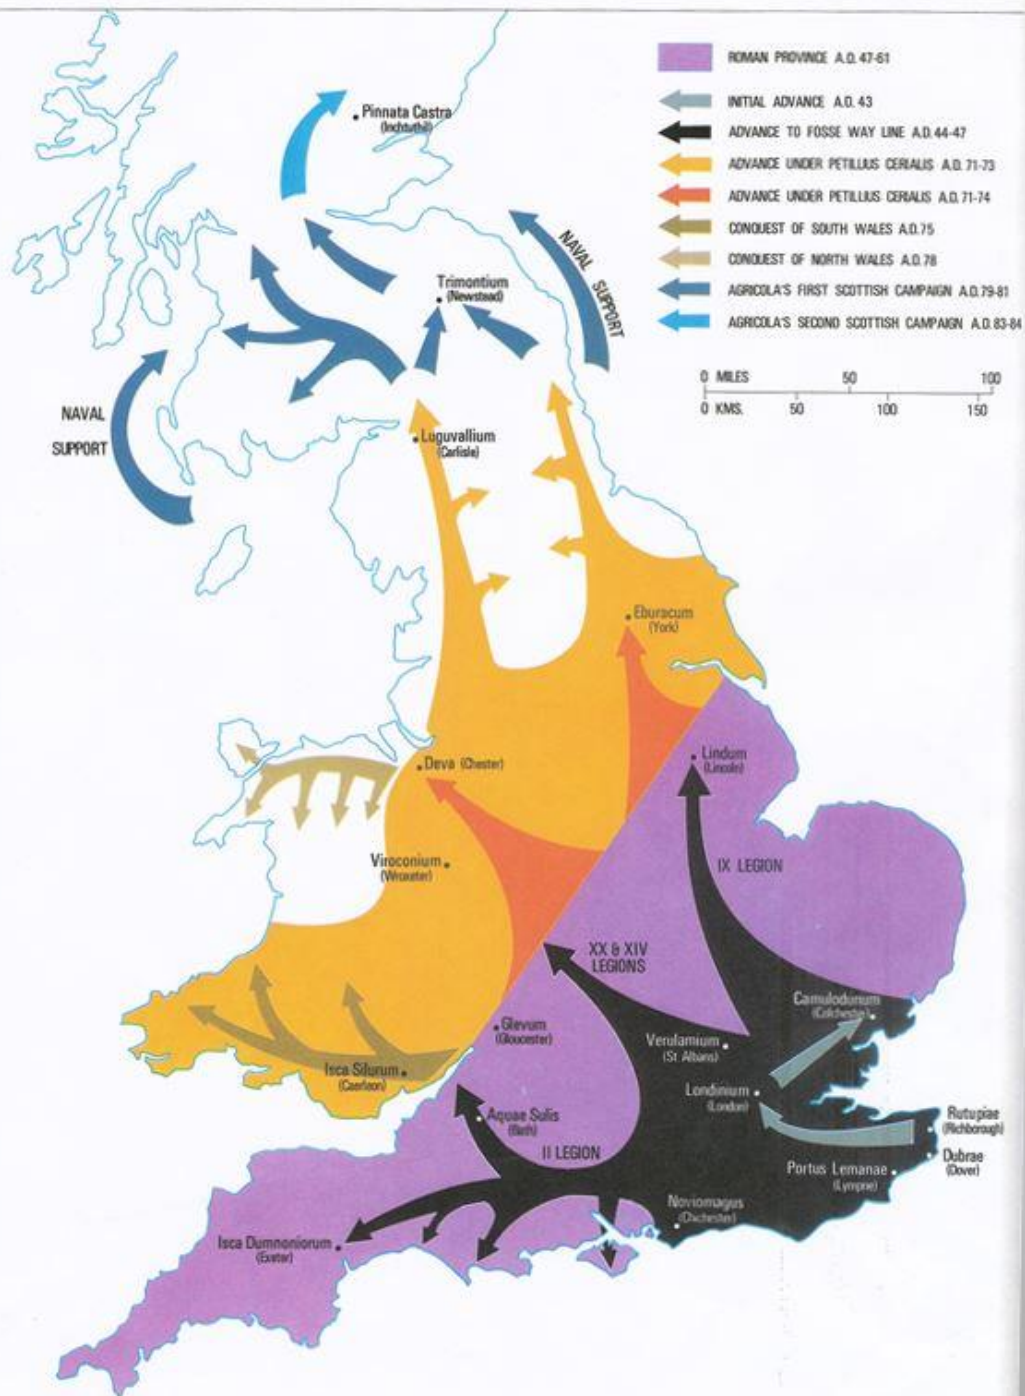 ROMAN PROVINCE A.D. 47-61
INITIAL ADVANCE A.D. 43
ADVANCE TO FOSSE WAY LINE A.D. 44-47
ADVANCE UNDER PETILLIUS CERIALIS A.D. 71-73
ADVANCE UNDER PETILLIUS CERIALIS A.D. 71-74
CONQUEST OF SOUTH WALES A.D. 75
CONQUEST OF NORTH WALES A.D. 78
AGRICOLA'S FIRST SCOTTISH CAMPAIGN A.D. 79-81
AGRICOLA'S SECOND SCOTTISH CAMPAIGN A.D. 83-84
0 MILES 50 100
0 KMS. 50 100 150
Pinnata Castra
(Inchtuthil)
NAVAL SUPPORT
Trimontium
(Newstead)
NAVAL
SUPPORT
Luguvallium
(Carlisle)
Eburacum
(York)
Lindum
(Lincoln)
Deva (Chester)
Viroconium
(Wroxeter)
IX LEGION
XX & XIV
LEGIONS
Camulodunum
(Colchester)
Glevum
(Gloucester)
Verulamium
(St Albans)
Isca Silurum
(Caerleon)
Londinium
(London)
Aquae Sulis
(Bath)
Rutupiae
(Richborough)
II LEGION
Dubrae
(Dover)
Portus Lemanae
(Lympne)
Noviomagus
(Chichester)
Isca Dumnoniorum
(Exeter)